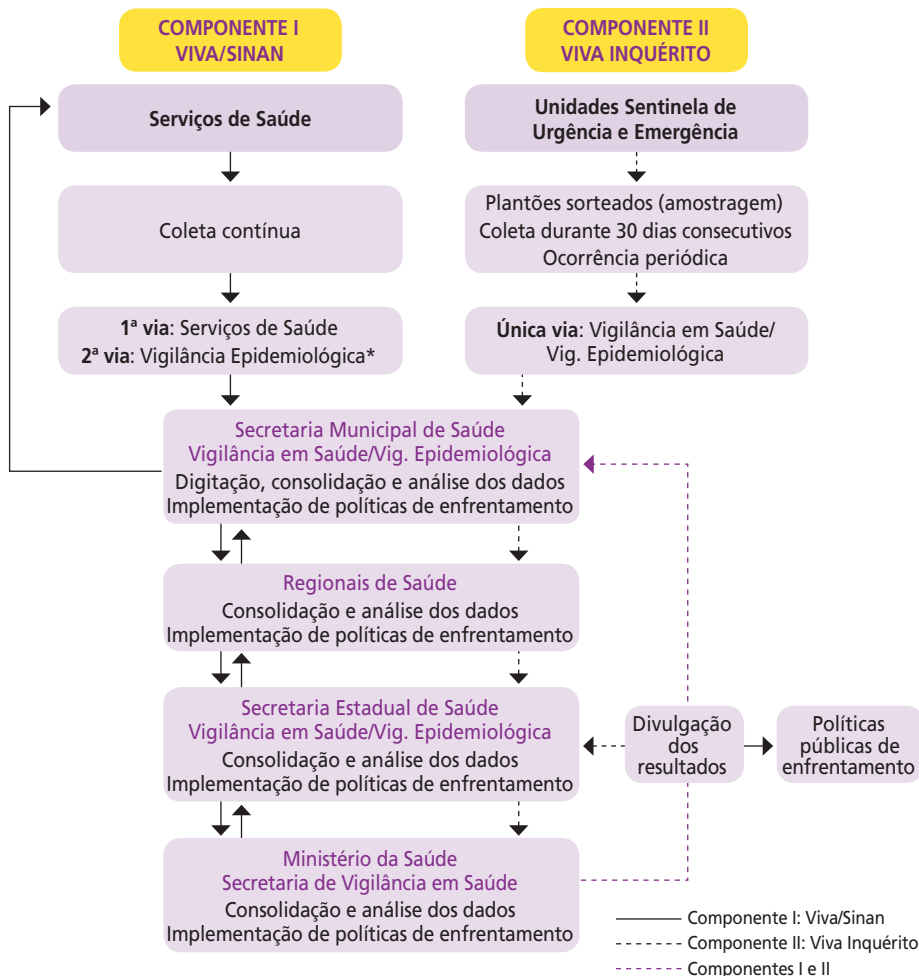 COMPONENTE I
VIVA/SINAN
COMPONENTE II
VIVA INQUÉRITO
Serviços de Saúde
Unidades Sentinela de
Urgência e Emergência
Coleta contínua
Plantões sorteados (amostragem)
Coleta durante 30 dias consecutivos
Ocorrência periódica
1ª via: Serviços de Saúde
2ª via: Vigilância Epidemiológica*
Única via: Vigilância em Saúde/
Vig. Epidemiológica
Secretaria Municipal de Saúde
Vigilância em Saúde/Vig. Epidemiológica
Digitação, consolidação e análise dos dados
Implementação de políticas de enfrentamento
Regionais de Saúde
Consolidação e análise dos dados
Implementação de políticas de enfrentamento
Secretaria Estadual de Saúde
Vigilância em Saúde/Vig. Epidemiológica
Consolidação e análise dos dados
Implementação de políticas de enfrentamento
Divulgação
dos
resultados
Políticas
públicas de
enfrentamento
Ministério da Saúde
Secretaria de Vigilância em Saúde
Consolidação e análise dos dados
Implementação de políticas de enfrentamento
Componente I: Viva/Sinan
Componente II: Viva Inquérito
Componentes I e II